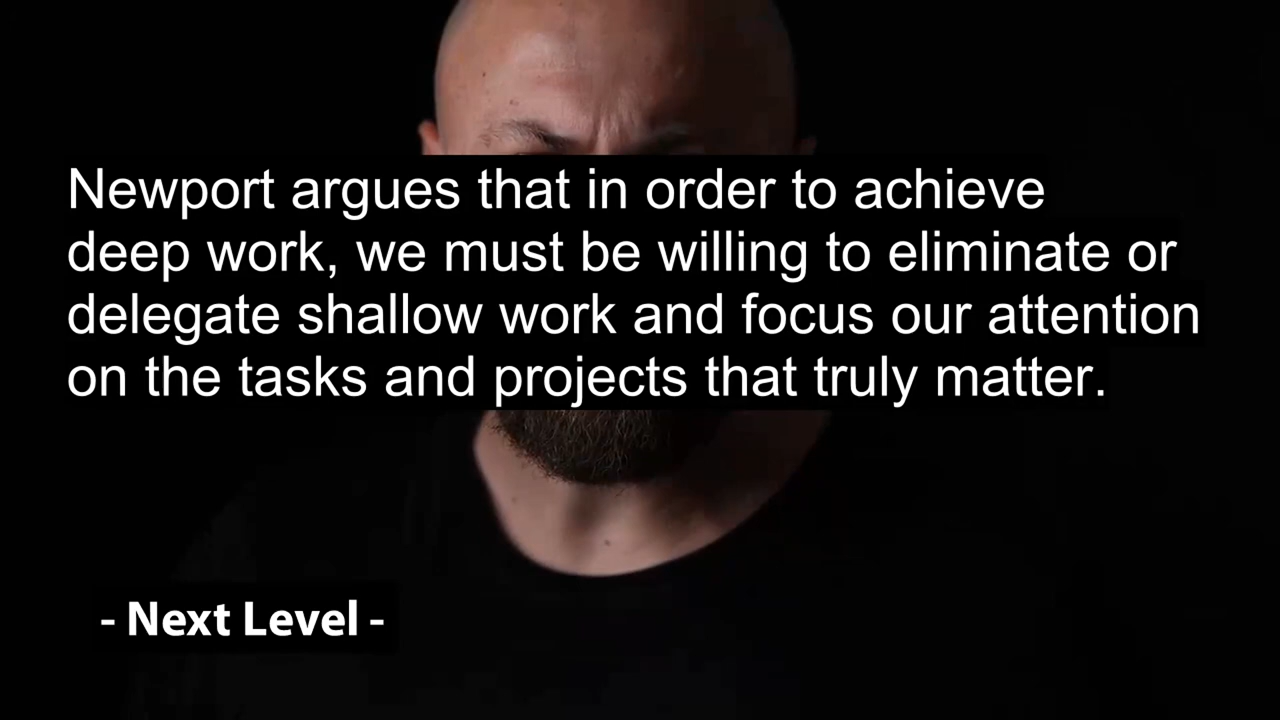 Newport argues that in order to achieve
deep work, we must be willing to eliminate or
delegate shallow work and focus our attention
on the tasks and projects that truly matter.
- Next Level -